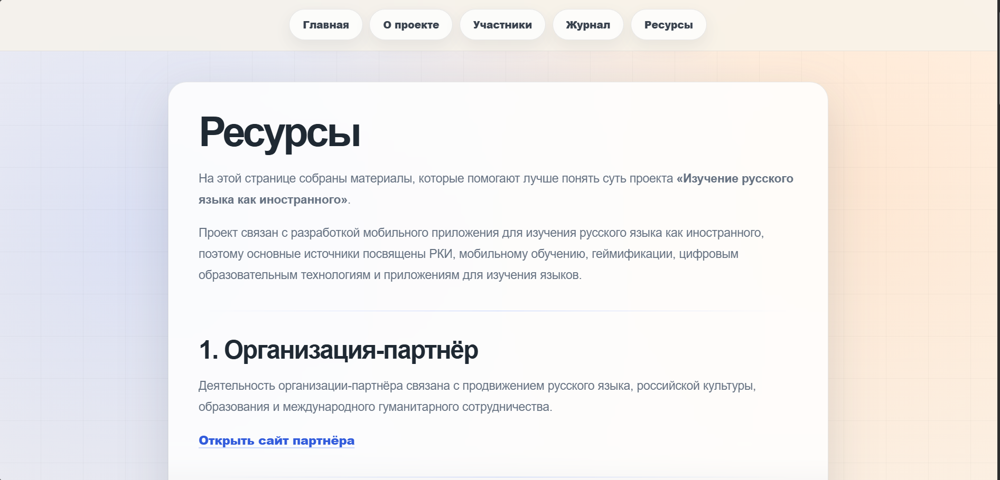 Главная О проекте Участники Журнал Ресурсы
Ресурсы
На этой странице собраны материалы, которые помогают лучше понять суть проекта «Изучение русского
языка как иностранного».
Проект связан с разработкой мобильного приложения для изучения русского языка как иностранного,
поэтому основные источники посвящены РКИ, мобильному обучению, геймификации, цифровым
образовательным технологиям и приложениям для изучения языков.
1. Организация-партнёр
Деятельность организации-партнёра связана с продвижением русского языка, российской культуры,
образования и международного гуманитарного сотрудничества.
Открыть сайт партнёра